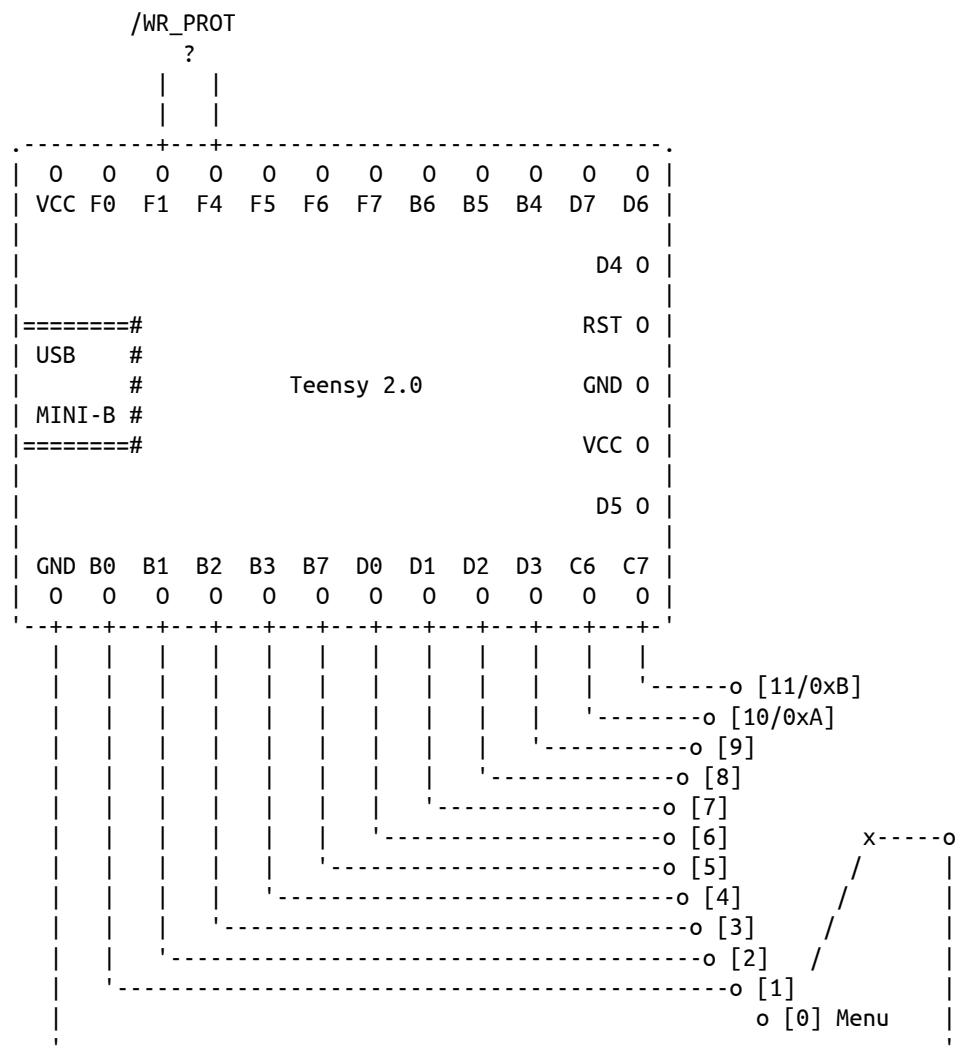 /WR_PROT
?
O O O O O O O O O O O O
VCC F0 F1 F4 F5 F6 F7 B6 B5 B4 D7 D6
D4 O
RST O
USB
Teensy 2.0 GND O
MINI-B
VCC O
D5 O
GND B0 B1 B2 B3 B7 D0 D1 D2 D3 C6 C7
O O O O O O O O O O O O
o [11/0xB]
o [10/0xA]
o [9]
o [8]
o [7]
o [6] x-----o
o [5]
o [4]
o [3]
o [2]
o [1]
o [0] Menu